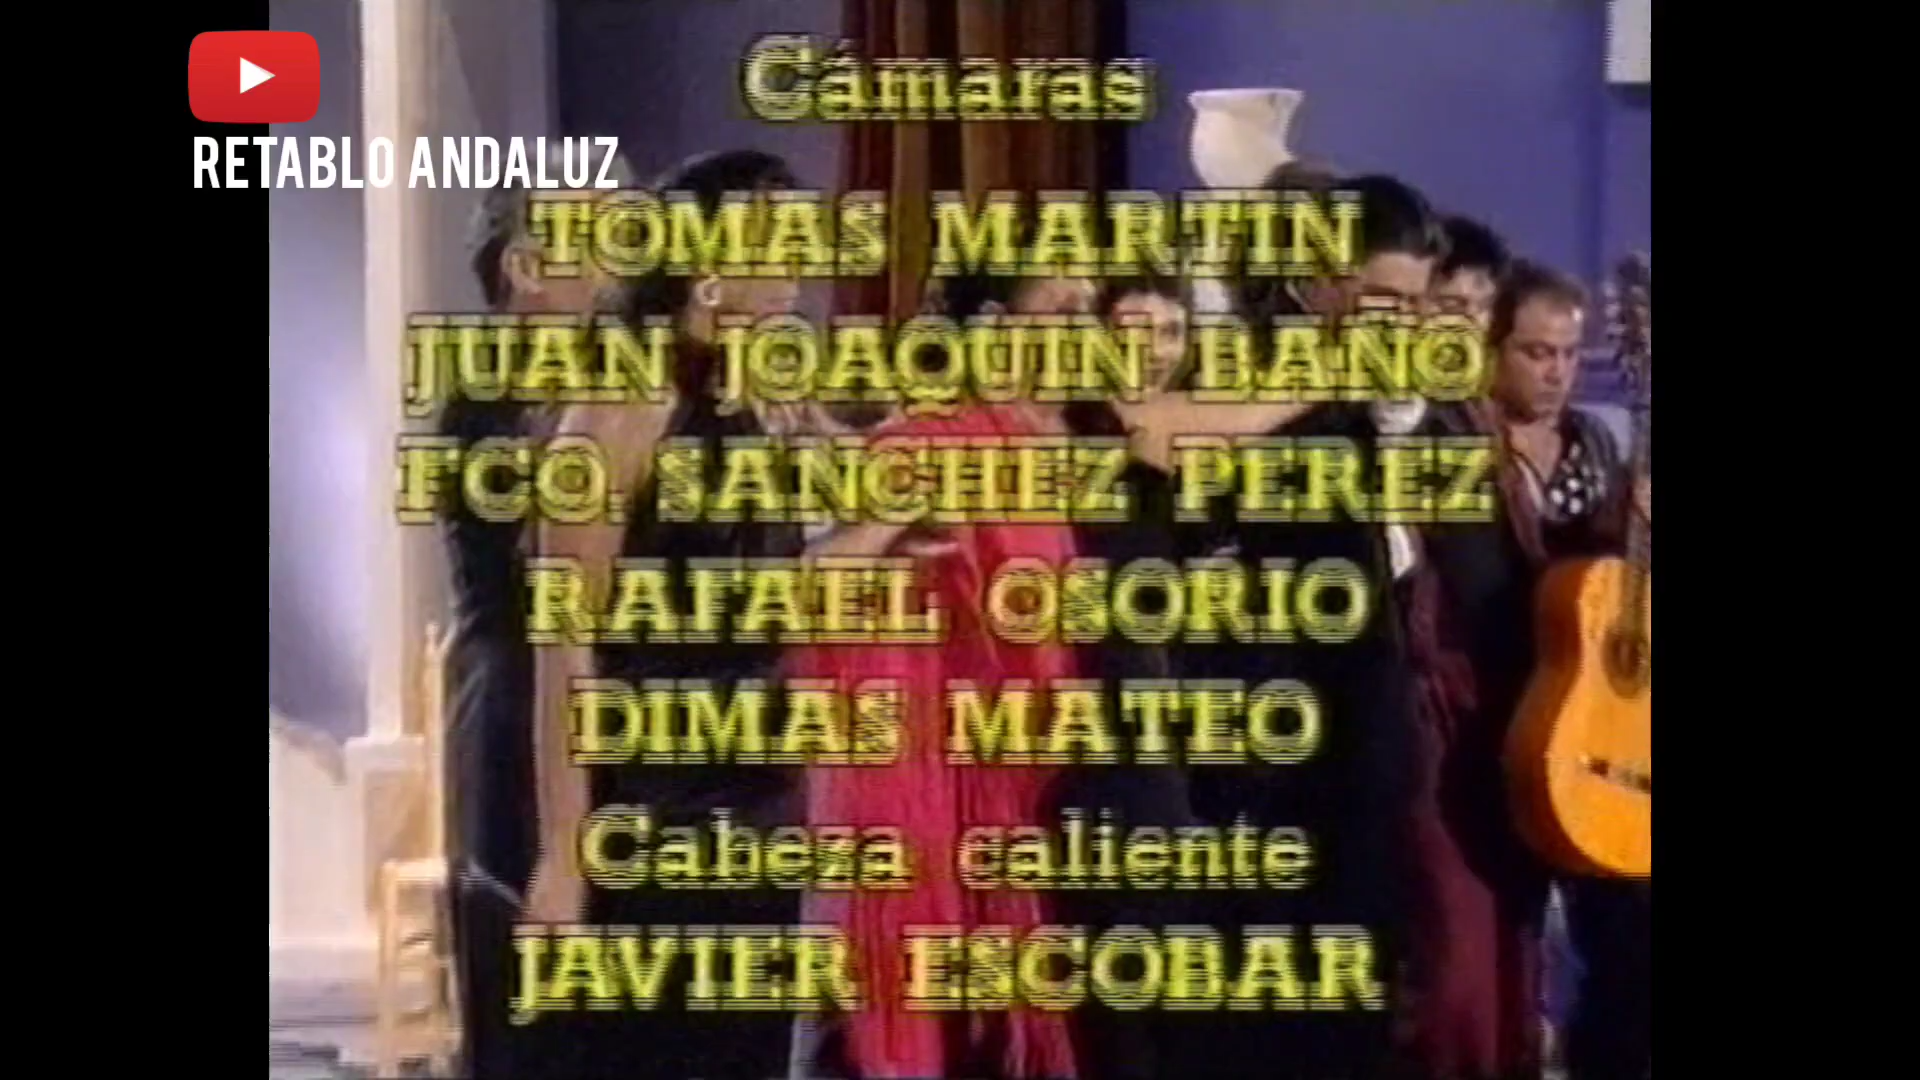 RETABLO ANDALUZ
Cámaras
TOMAS MARTIN
JUAN JOAQUIN BAÑO
FCO. SANCHEZ PEREZ
RAFAEL OSORIO
DIMAS MATEO
Cabeza caliente
JAVIER ESCOBAR